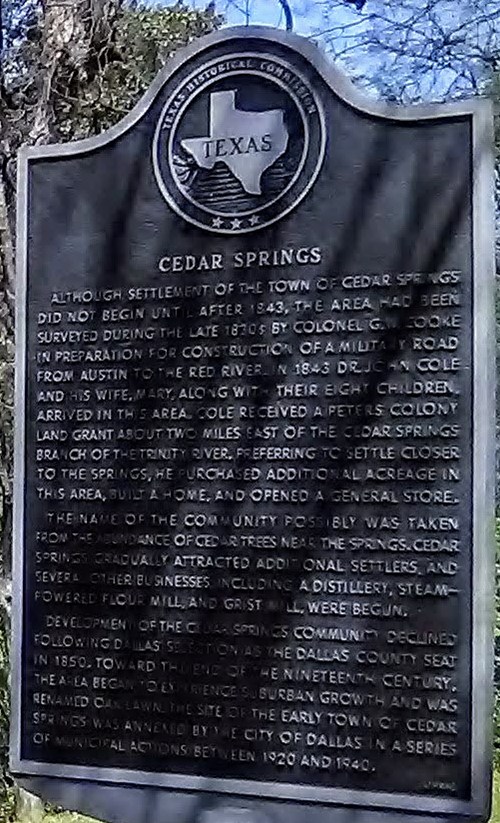 TEXAS HISTORICAL COMMISSION
TEXAS
CEDAR SPRINGS
ALTHOUGH SETTLEMENT OF THE TOWN OF CEDAR SPRINGS
DID NOT BEGIN UNTIL AFTER 1843, THE AREA HAD BEEN
SURVEYED DURING THE LATE 1830s BY COLONEL G.W. COOKE
IN PREPARATION FOR CONSTRUCTION OF A MILITARY ROAD
FROM AUSTIN TO THE RED RIVER. IN 1843 DR. JOHN COLE
AND HIS WIFE, MARY, ALONG WITH THEIR EIGHT CHILDREN,
ARRIVED IN THIS AREA. COLE RECEIVED A PETERS COLONY
LAND GRANT ABOUT TWO MILES EAST OF THE CEDAR SPRINGS
BRANCH OF THE TRINITY RIVER. PREFERRING TO SETTLE CLOSER
TO THE SPRINGS, HE PURCHASED ADDITIONAL ACREAGE IN
THIS AREA, BUILT A HOME, AND OPENED A GENERAL STORE.
THE NAME OF THE COMMUNITY POSSIBLY WAS TAKEN
FROM THE ABUNDANCE OF CEDAR TREES NEAR THE SPRINGS. CEDAR
SPRINGS GRADUALLY ATTRACTED ADDITIONAL SETTLERS, AND
SEVERAL OTHER BUSINESSES, INCLUDING A DISTILLERY, STEAM-
POWERED FLOUR MILL, AND GRIST MILL, WERE BEGUN.
DEVELOPMENT OF THE CEDAR SPRINGS COMMUNITY DECLINED
FOLLOWING DALLAS' SELECTION AS THE DALLAS COUNTY SEAT
IN 1850. TOWARD THE END OF THE NINETEENTH CENTURY,
THE AREA BEGAN TO EXPERIENCE SUBURBAN GROWTH AND WAS
RENAMED OAK LAWN. THE SITE OF THE EARLY TOWN OF CEDAR
SPRINGS WAS ANNEXED BY THE CITY OF DALLAS IN A SERIES
OF MUNICIPAL ACTIONS BETWEEN 1920 AND 1940.